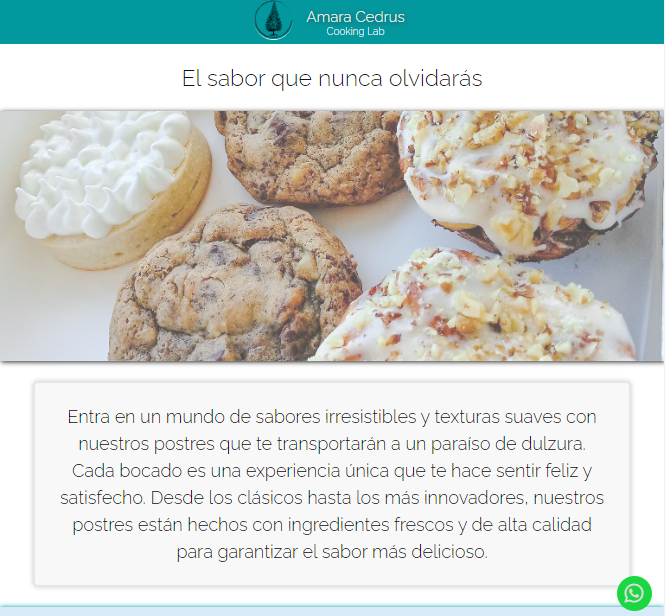 Amara Cedrus
Cooking Lab
El sabor que nunca olvidarás
Entra en un mundo de sabores irresistibles y texturas suaves con
nuestros postres que te transportarán a un paraíso de dulzura.
Cada bocado es una experiencia única que te hace sentir feliz y
satisfecho. Desde los clásicos hasta los más innovadores, nuestros
postres están hechos con ingredientes frescos y de alta calidad
para garantizar el sabor más delicioso.